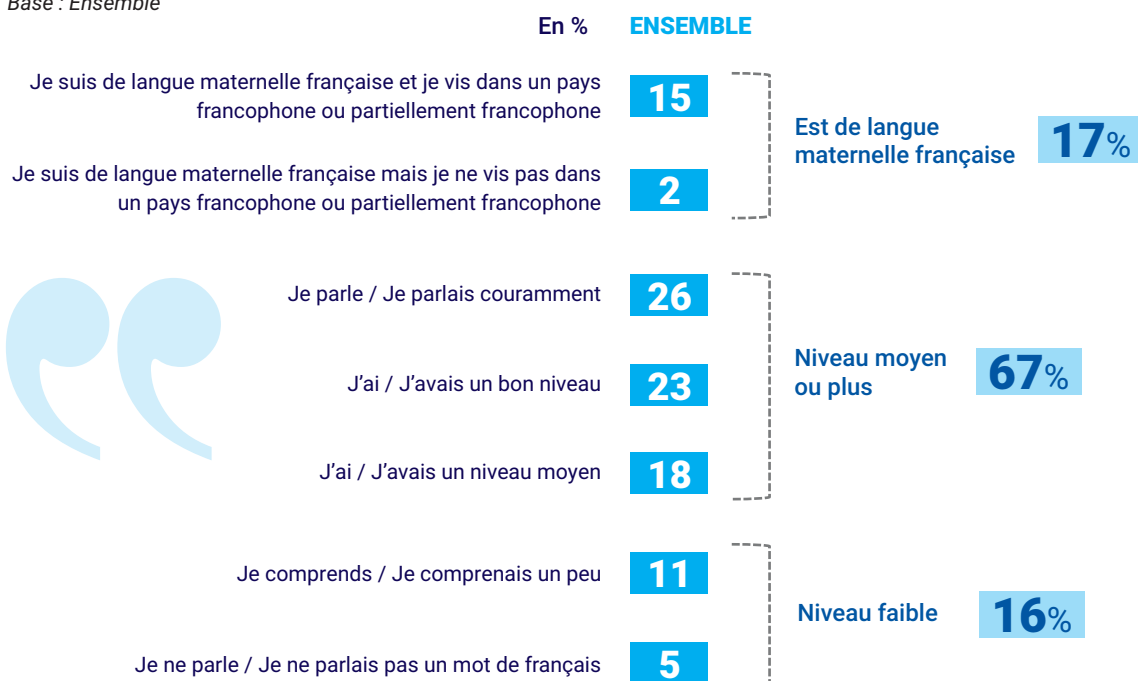 Base : Ensemble
En % ENSEMBLE
Je suis de langue maternelle française et je vis dans un pays
francophone ou partiellement francophone
15
Est de langue
maternelle française
17%
Je suis de langue maternelle française mais je ne vis pas dans
un pays francophone ou partiellement francophone
2
Je parle / Je parlais couramment
26
J’ai / J’avais un bon niveau
23
Niveau moyen
ou plus
67%
J’ai / J’avais un niveau moyen
18
Je comprends / Je comprenais un peu
11
Niveau faible
16%
Je ne parle / Je ne parlais pas un mot de français
5